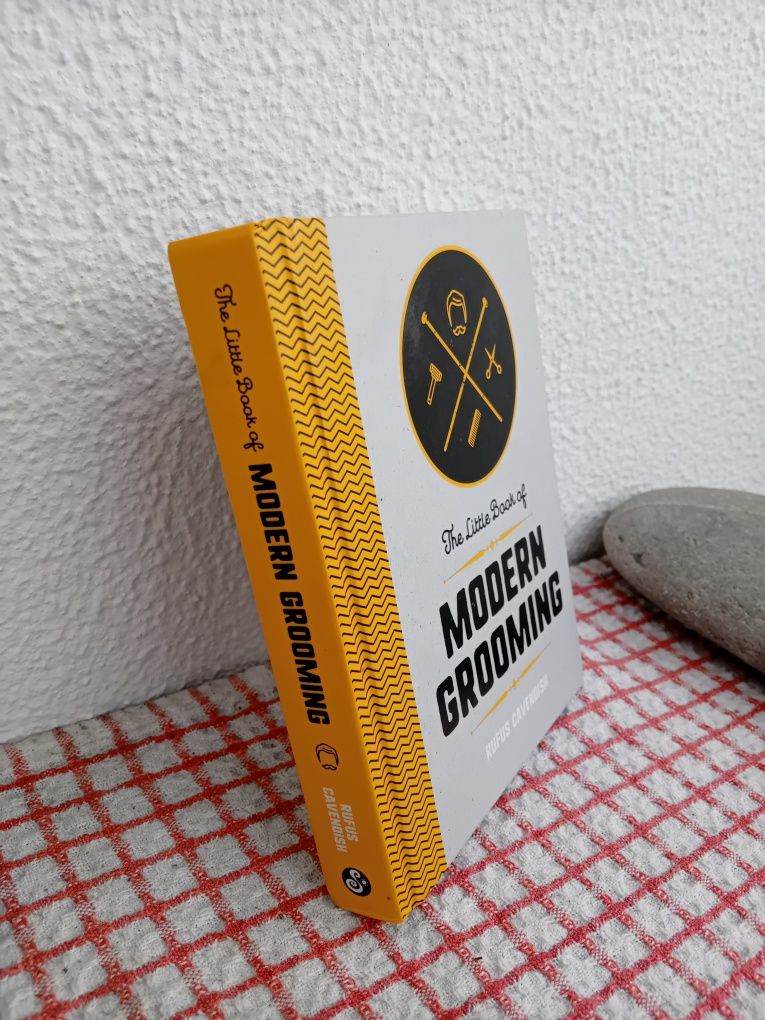 The Little Book of MODERN GROOMING
RUFUS
CAVENDISH
The Little Book of
MODERN
GROOMING
RUFUS CAVENDISH